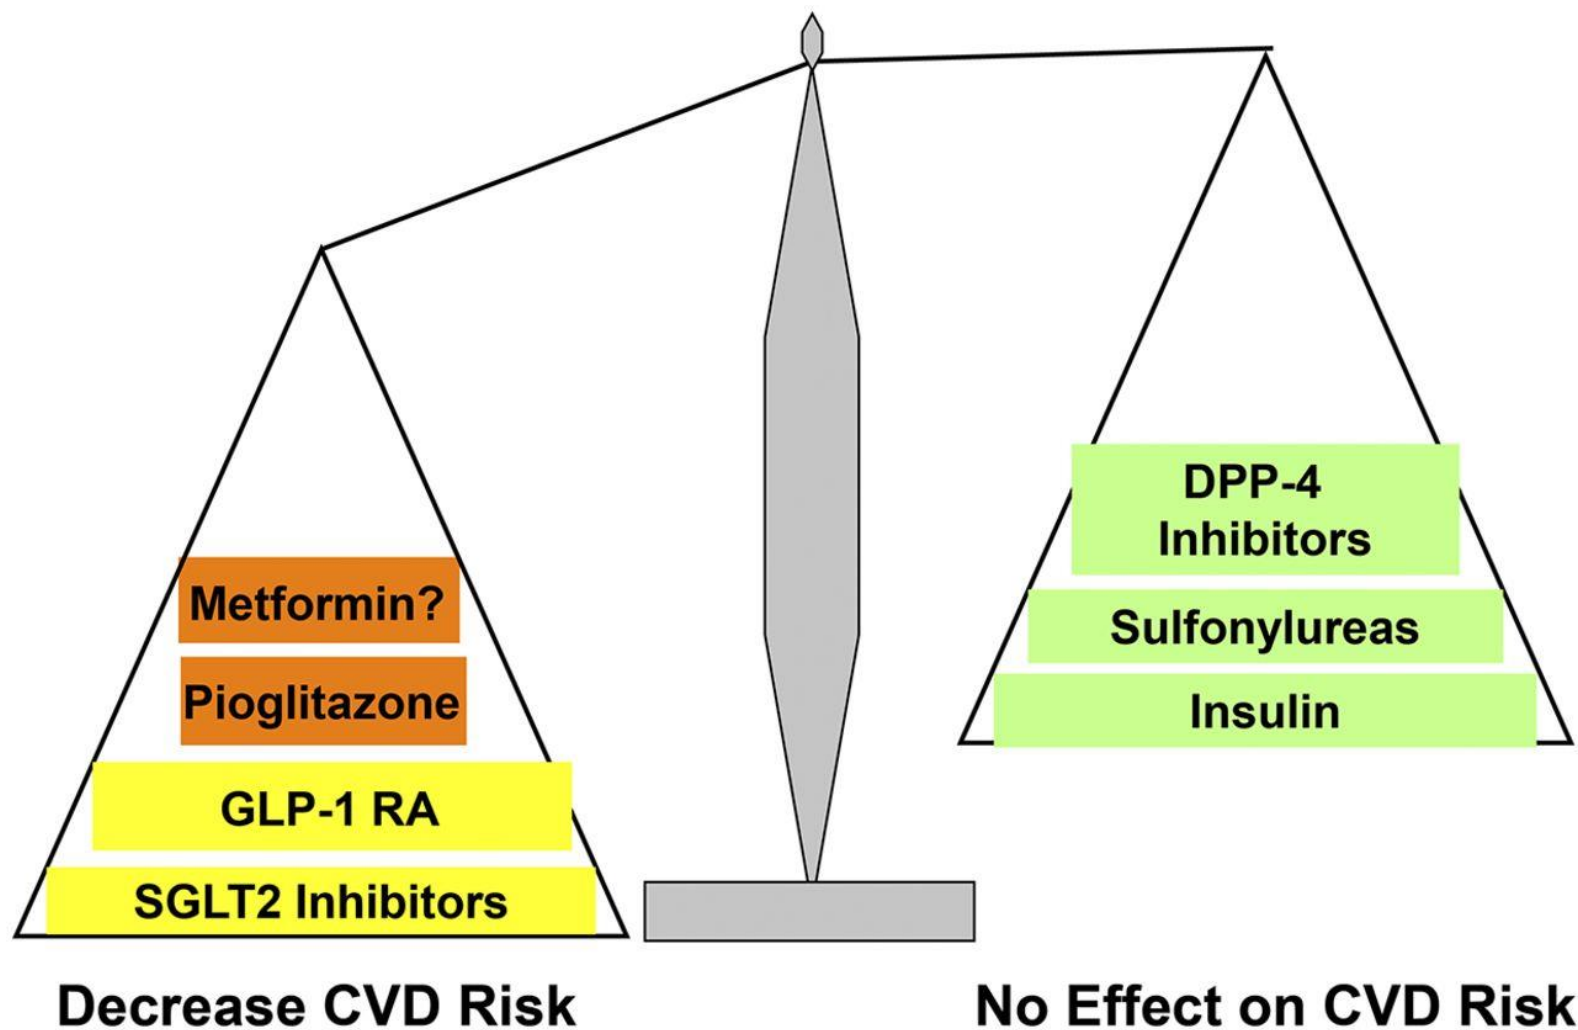 Metformin?
Pioglitazone
GLP-1 RA
SGLT2 Inhibitors
Decrease CVD Risk
DPP-4
Inhibitors
Sulfonylureas
Insulin
No Effect on CVD Risk